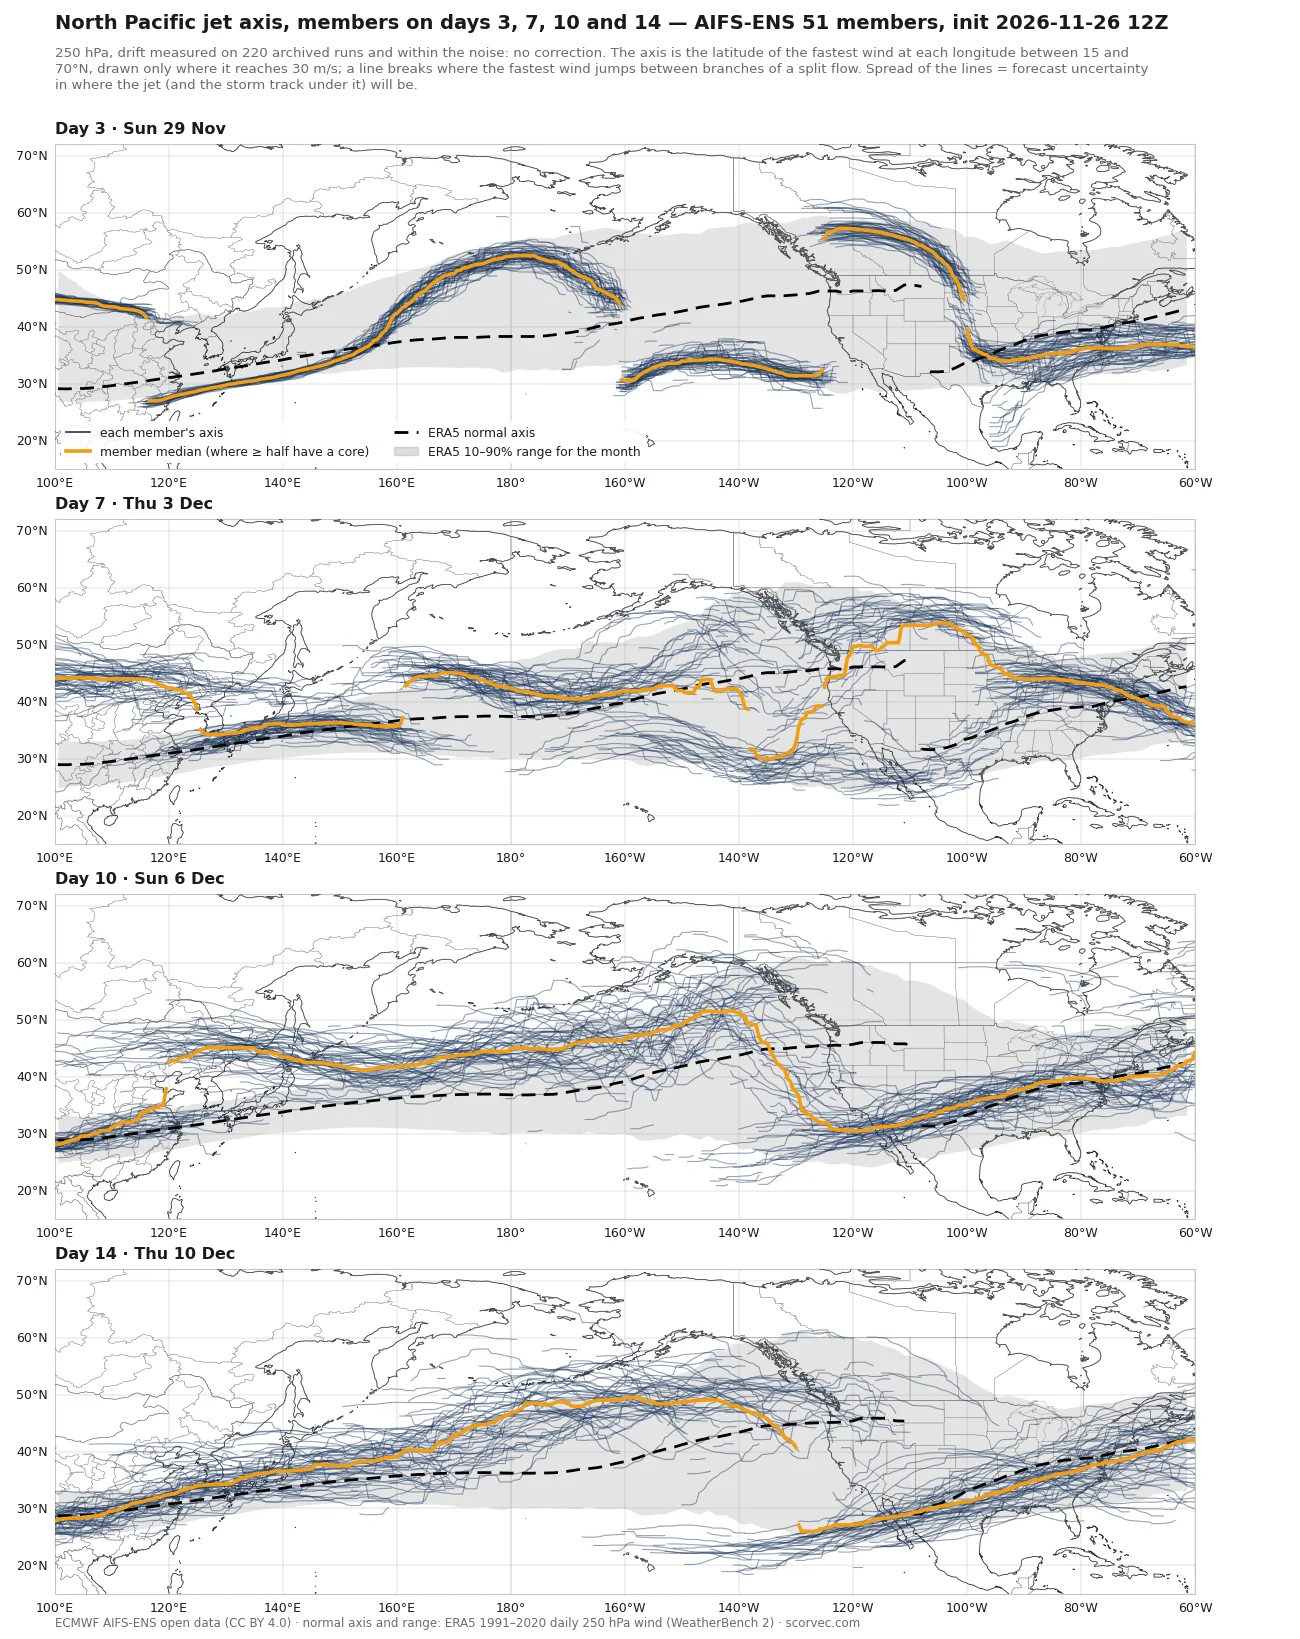 North Pacific jet axis, members on days 3, 7, 10 and 14 — AIFS-ENS 51 members, init 2026-11-26 12Z
250 hPa, drift measured on 220 archived runs and within the noise: no correction. The axis is the latitude of the fastest wind at each longitude between 15 and
70°N, drawn only where it reaches 30 m/s; a line breaks where the fastest wind jumps between branches of a split flow. Spread of the lines = forecast uncertainty
in where the jet (and the storm track under it) will be.
Day 3 · Sun 29 Nov
70°N
60°N
50°N
40°N
30°N
20°N
each member's axis
member median (where ≥ half have a core)
ERA5 normal axis
ERA5 10–90% range for the month
100°E 120°E 140°E 160°E 180° 160°W 140°W 120°W 100°W 80°W 60°W
Day 7 · Thu 3 Dec
70°N
60°N
50°N
40°N
30°N
20°N
100°E 120°E 140°E 160°E 180° 160°W 140°W 120°W 100°W 80°W 60°W
Day 10 · Sun 6 Dec
70°N
60°N
50°N
40°N
30°N
20°N
100°E 120°E 140°E 160°E 180° 160°W 140°W 120°W 100°W 80°W 60°W
Day 14 · Thu 10 Dec
70°N
60°N
50°N
40°N
30°N
20°N
100°E 120°E 140°E 160°E 180° 160°W 140°W 120°W 100°W 80°W 60°W
ECMWF AIFS-ENS open data (CC BY 4.0) · normal axis and range: ERA5 1991–2020 daily 250 hPa wind (WeatherBench 2) · scorvec.com